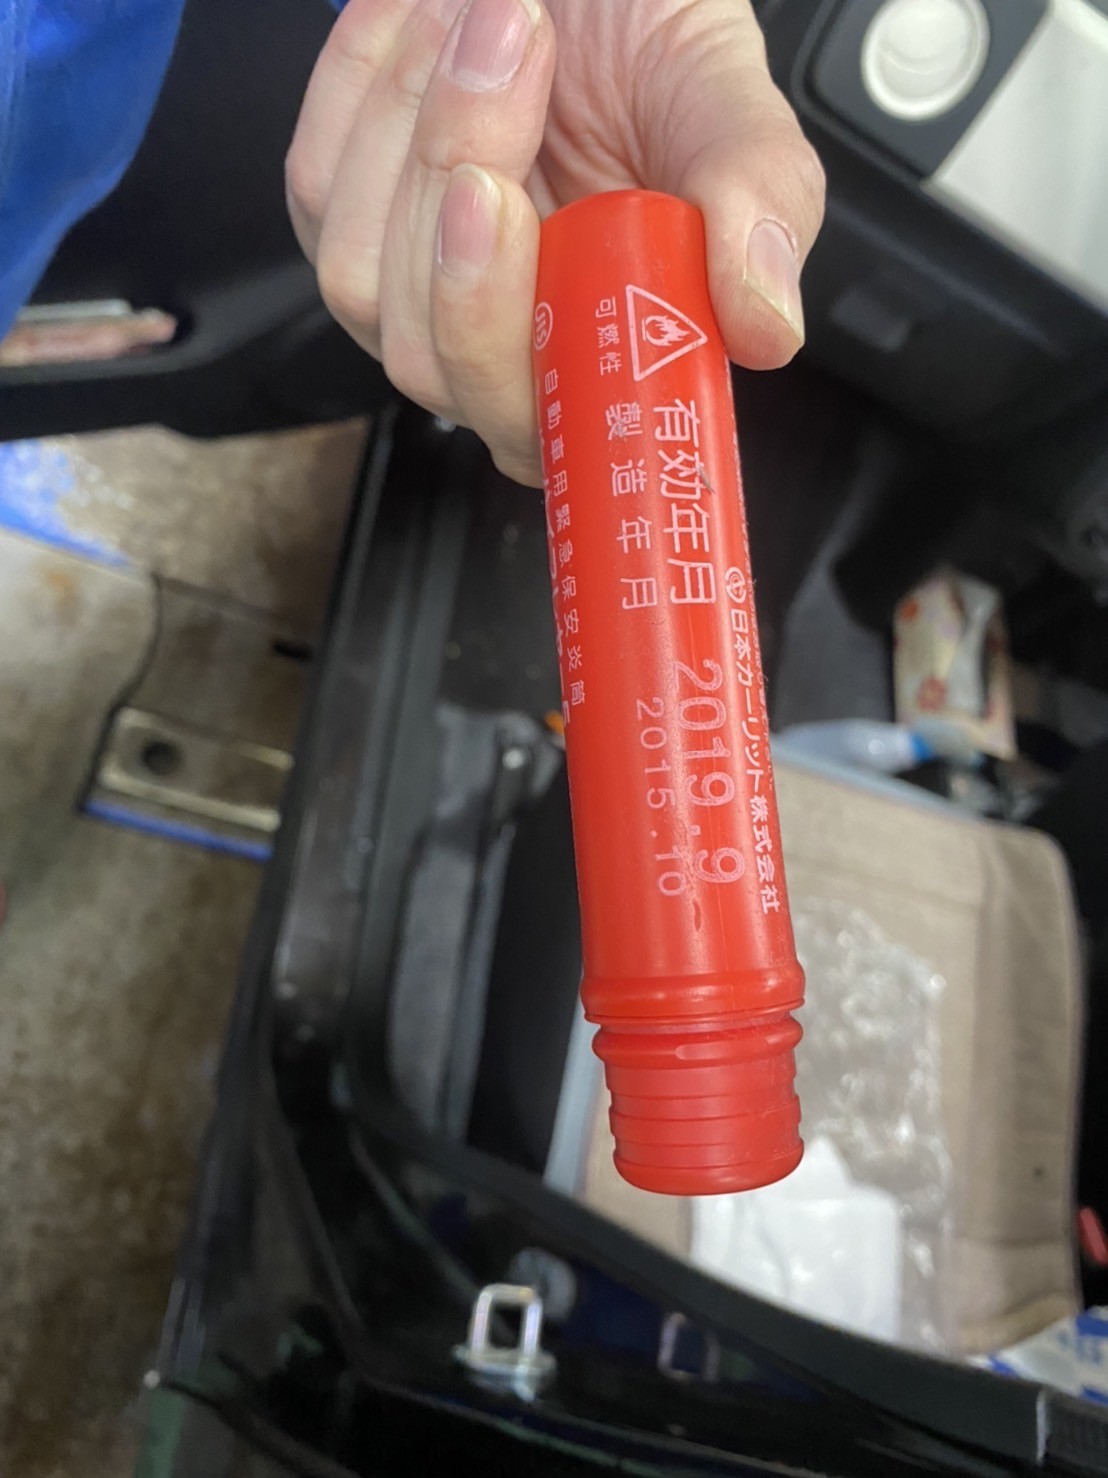 可燃性
有効年月 2019.9
製造年月 2015.10
JIS 自動車用緊急保安炎筒
日本カーリット株式会社